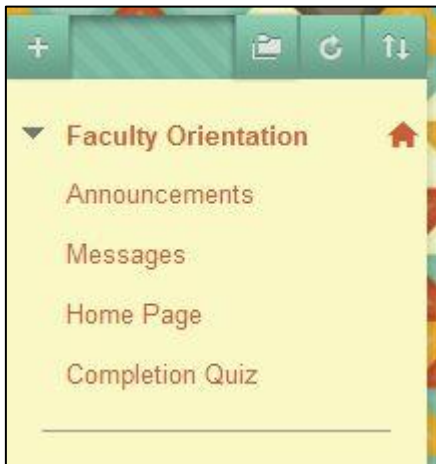 Faculty Orientation
Announcements
Messages
Home Page
Completion Quiz